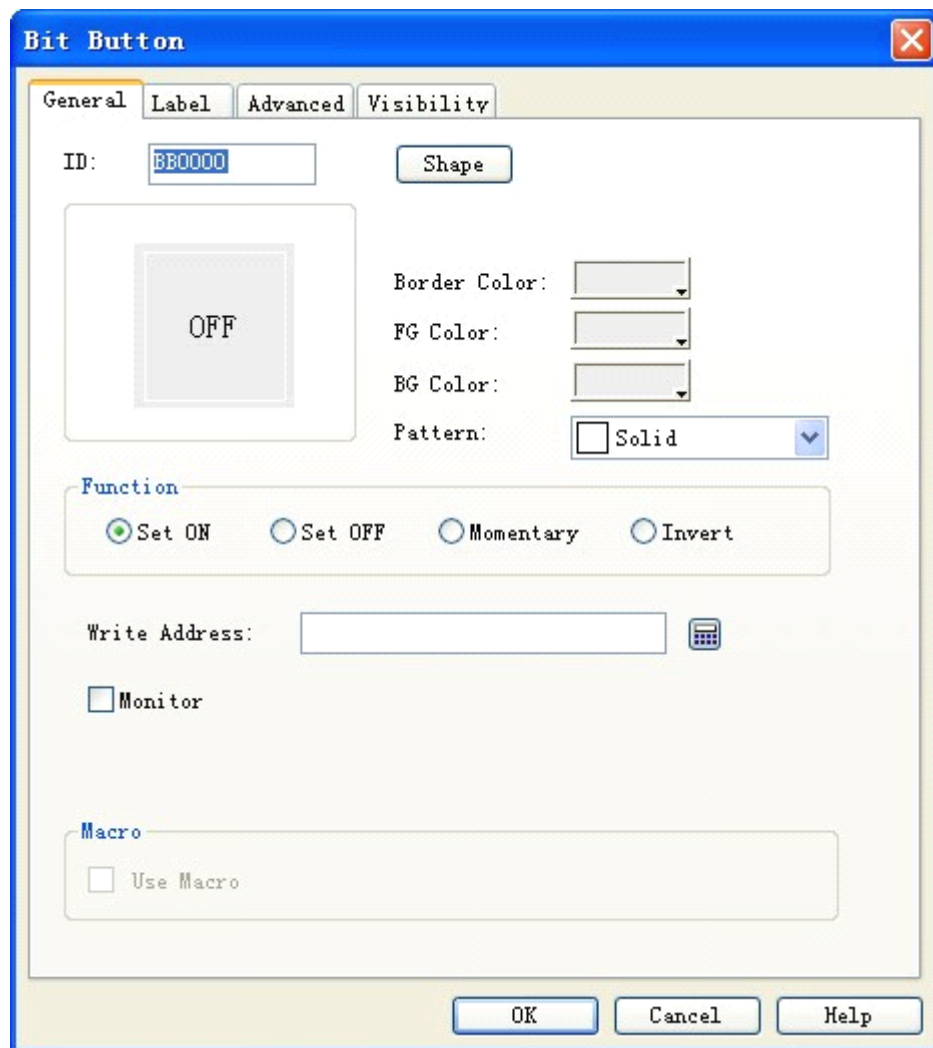 Bit Button
General Label Advanced Visibility
ID: BB0000 Shape
OFF
Border Color:
FG Color:
BG Color:
Pattern: Solid
Function
Set ON Set OFF Momentary Invert
Write Address:
Monitor
Macro
Use Macro
OK Cancel Help